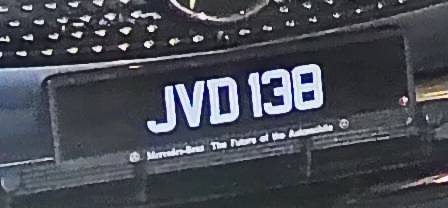 JVD 138
Mercedes-Benz The Future of the Automobile